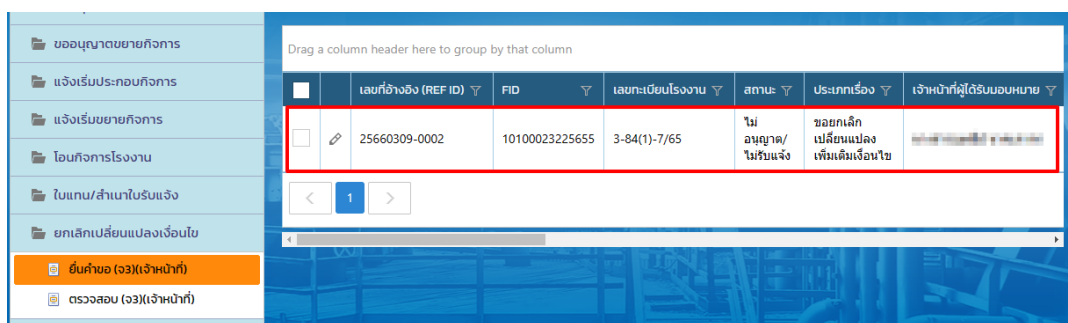 ขออนุญาตขยายกิจการ
แจ้งเริ่มประกอบกิจการ
แจ้งเริ่มขยายกิจการ
โอนกิจการโรงงาน
ใบแทน/สำเนาใบรับแจ้ง
ยกเลิกเปลี่ยนแปลงเงื่อนไข
ยื่นคำขอ (จ3)(เจ้าหน้าที่)
ตรวจสอบ (จ3)(เจ้าหน้าที่)
Drag a column header here to group by that column
เลขที่อ้างอิง (REF ID) FID เลขทะเบียนโรงงาน สถานะ ประเภทเรื่อง เจ้าหน้าที่ผู้ได้รับมอบหมาย
25660309-0002 10100023225655 3-84(1)-7/65
ไม่
อนุญาต/
ไม่รับแจ้ง
ขอยกเลิก
เปลี่ยนแปลง
เพิ่มเติมเงื่อนไข
1